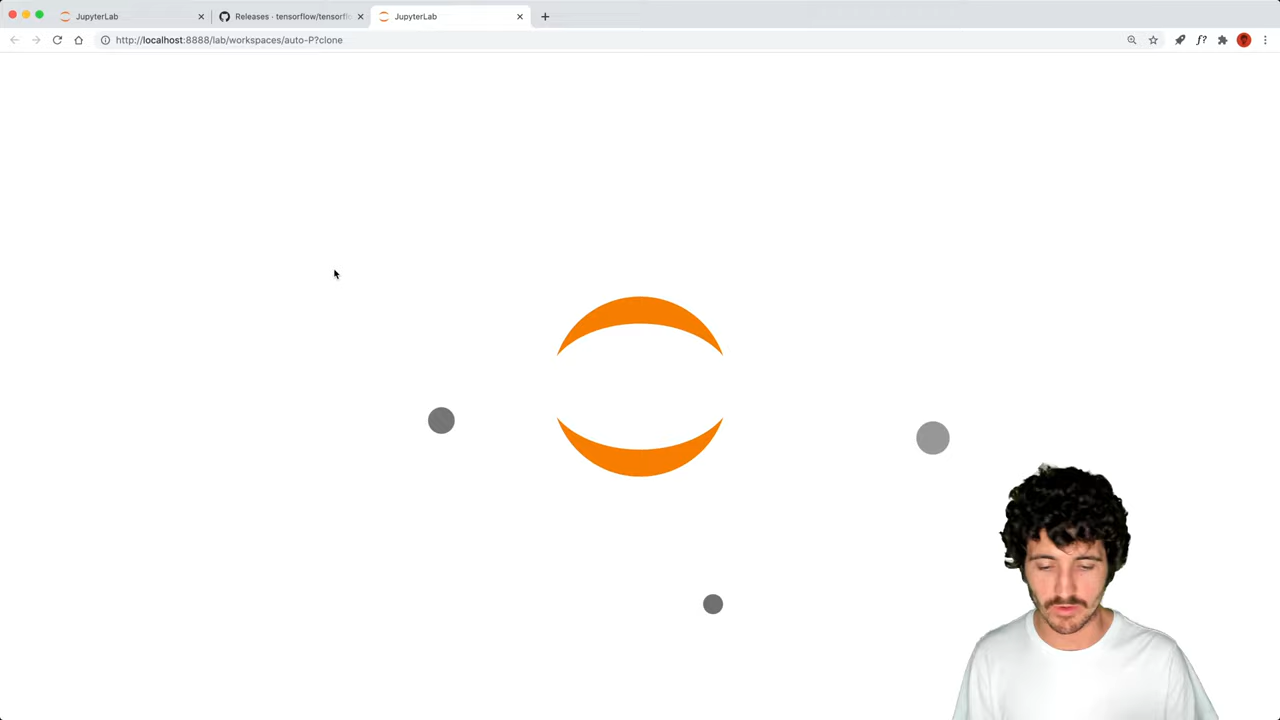 JupyterLab
Releases · tensorflow/tensorfl
JupyterLab
http://localhost:8888/lab/workspaces/auto-P?clone
f?